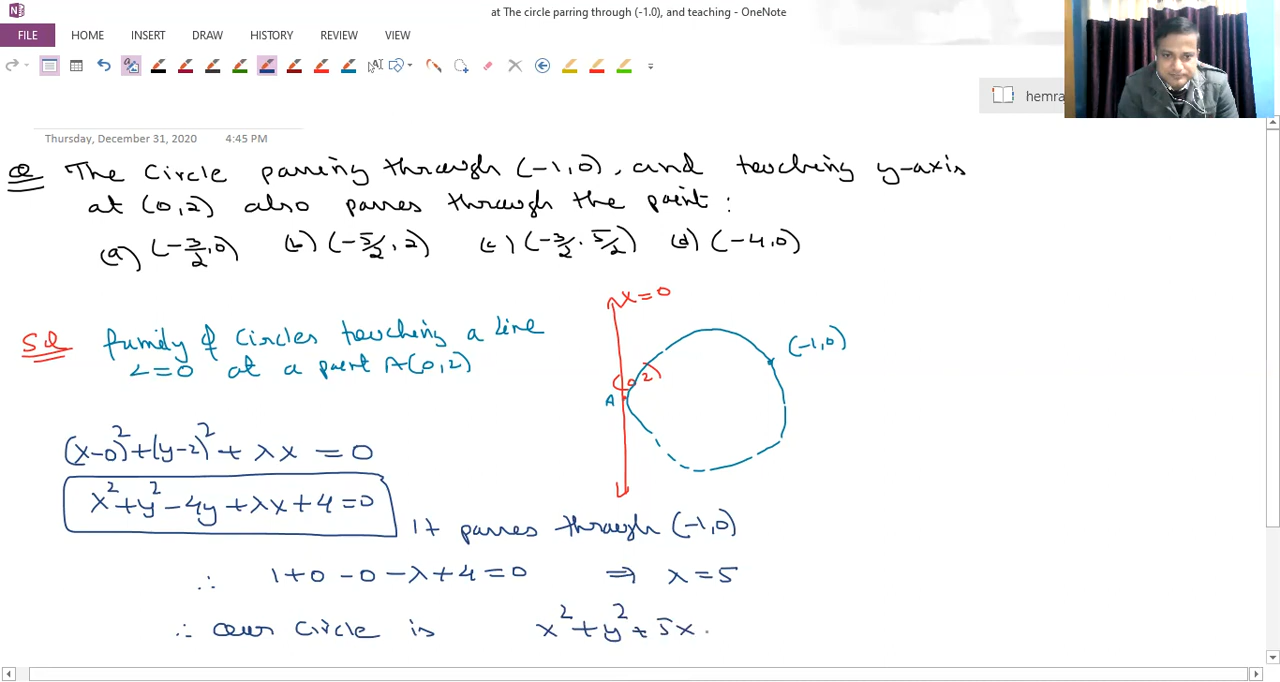 at The circle parring through (-1.0), and teaching - OneNote
FILE HOME INSERT DRAW HISTORY REVIEW VIEW
hemra
Thursday, December 31, 2020 4:45 PM
Q The Circle passing through (-1,0), and touching y-axis
at (0,2) also passes through the point:
(a) (-3/2,0) (b) (-5/2, 2) (c) (-3/2, 5/2) (d) (-4,0)
x=0
Sol family of Circles touching a line
L=0 at a point A(0,2)
(-1,0)
(0,2)
A
(x-0)²+(y-2)²+λx=0
x²+y²-4y+λx+4=0
It passes through (-1,0)
∴ 1+0-0-λ+4=0 ⇒ λ=5
∴ our Circle is x²+y²+5x